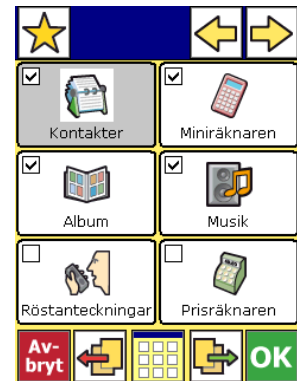 Kontakter
Miniräknaren
Album
Musik
Röstanteckningar
Prisräknaren
Av-
bryt
OK